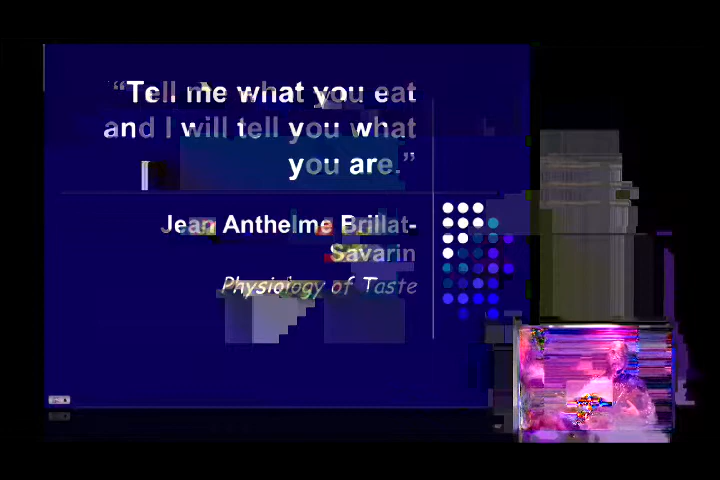 “Tell me what you eat
and I will tell you what
you are.”
Jean Anthelme Brillat-
Savarin
Physiology of Taste